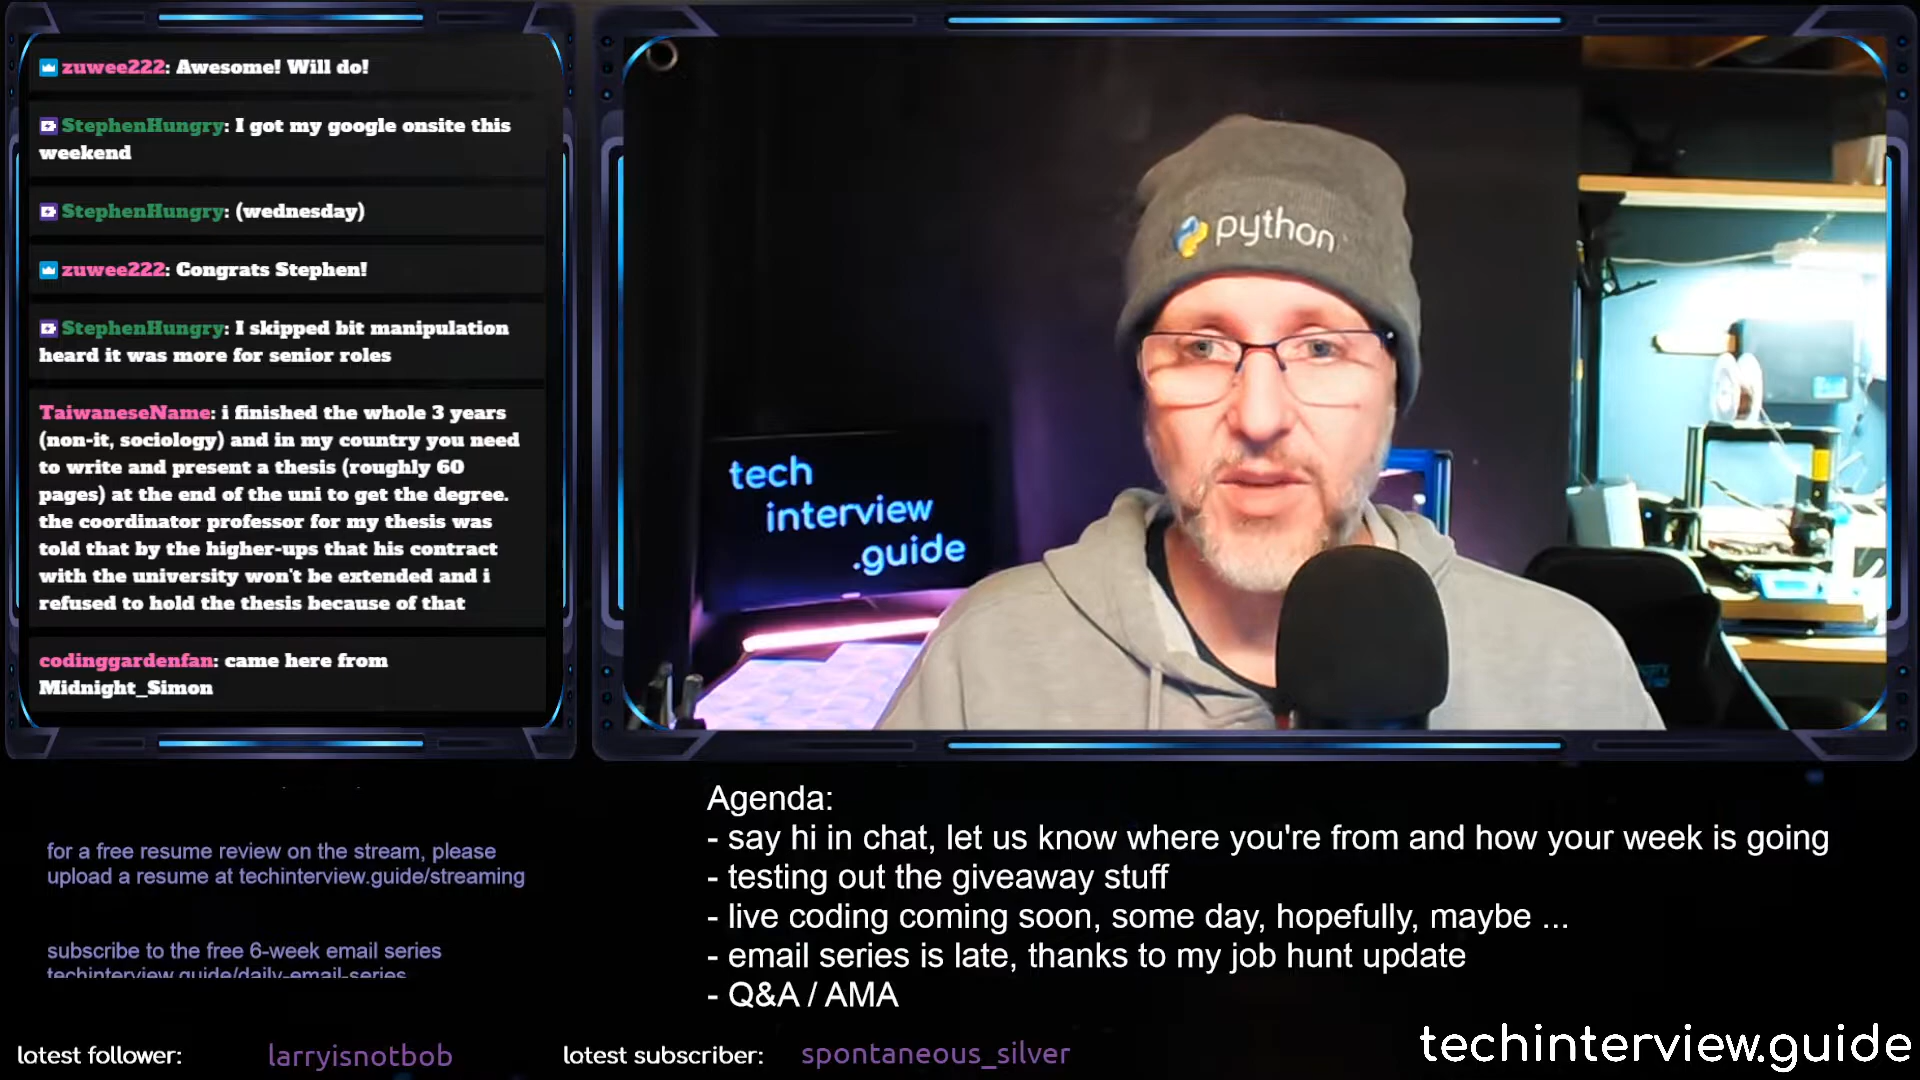 zuwee222: Awesome! Will do!
StephenHungry: I got my google onsite this
weekend
StephenHungry: (wednesday)
zuwee222: Congrats Stephen!
StephenHungry: I skipped bit manipulation
heard it was more for senior roles
TaiwaneseName: i finished the whole 3 years
(non-it, sociology) and in my country you need
to write and present a thesis (roughly 60
pages) at the end of the uni to get the degree.
the coordinator professor for my thesis was
told that by the higher-ups that his contract
with the university won't be extended and i
refused to hold the thesis because of that
codinggardenfan: came here from
Midnight_Simon
python
tech
interview
.guide
for a free resume review on the stream, please
upload a resume at techinterview.guide/streaming
subscribe to the free 6-week email series
techinterview.guide/daily-email-series
Agenda:
- say hi in chat, let us know where you're from and how your week is going
- testing out the giveaway stuff
- live coding coming soon, some day, hopefully, maybe ...
- email series is late, thanks to my job hunt update
- Q&A / AMA
latest follower: larryisnotbob
latest subscriber: spontaneous_silver
techinterview.guide